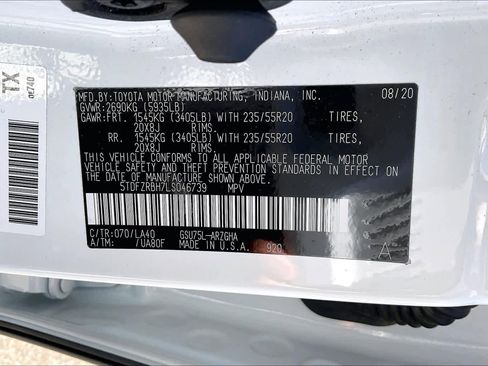 MFD.BY:TOYOTA MOTOR MANUFACTURING, INDIANA, INC. 08/20
GVWR:2690KG (5935LB)
GAWR:FRT. 1545KG (3405LB) WITH 235/55R20 TIRES,
20X8J RIMS,
RR. 1545KG (3405LB) WITH 235/55R20 TIRES,
20X8J RIMS,
THIS VEHICLE CONFORMS TO ALL APPLICABLE FEDERAL MOTOR
VEHICLE SAFETY AND THEFT PREVENTION STANDARDS IN EFFECT ON
THE DATE OF MANUFACTURE SHOWN ABOVE.
5TDFZRBH7LS046739 MPV
C/TR:070/LA40 GSU75L-ARZGHA
A/TM: /UA80F MADE IN U.S.A. 920
A
TX
0E740